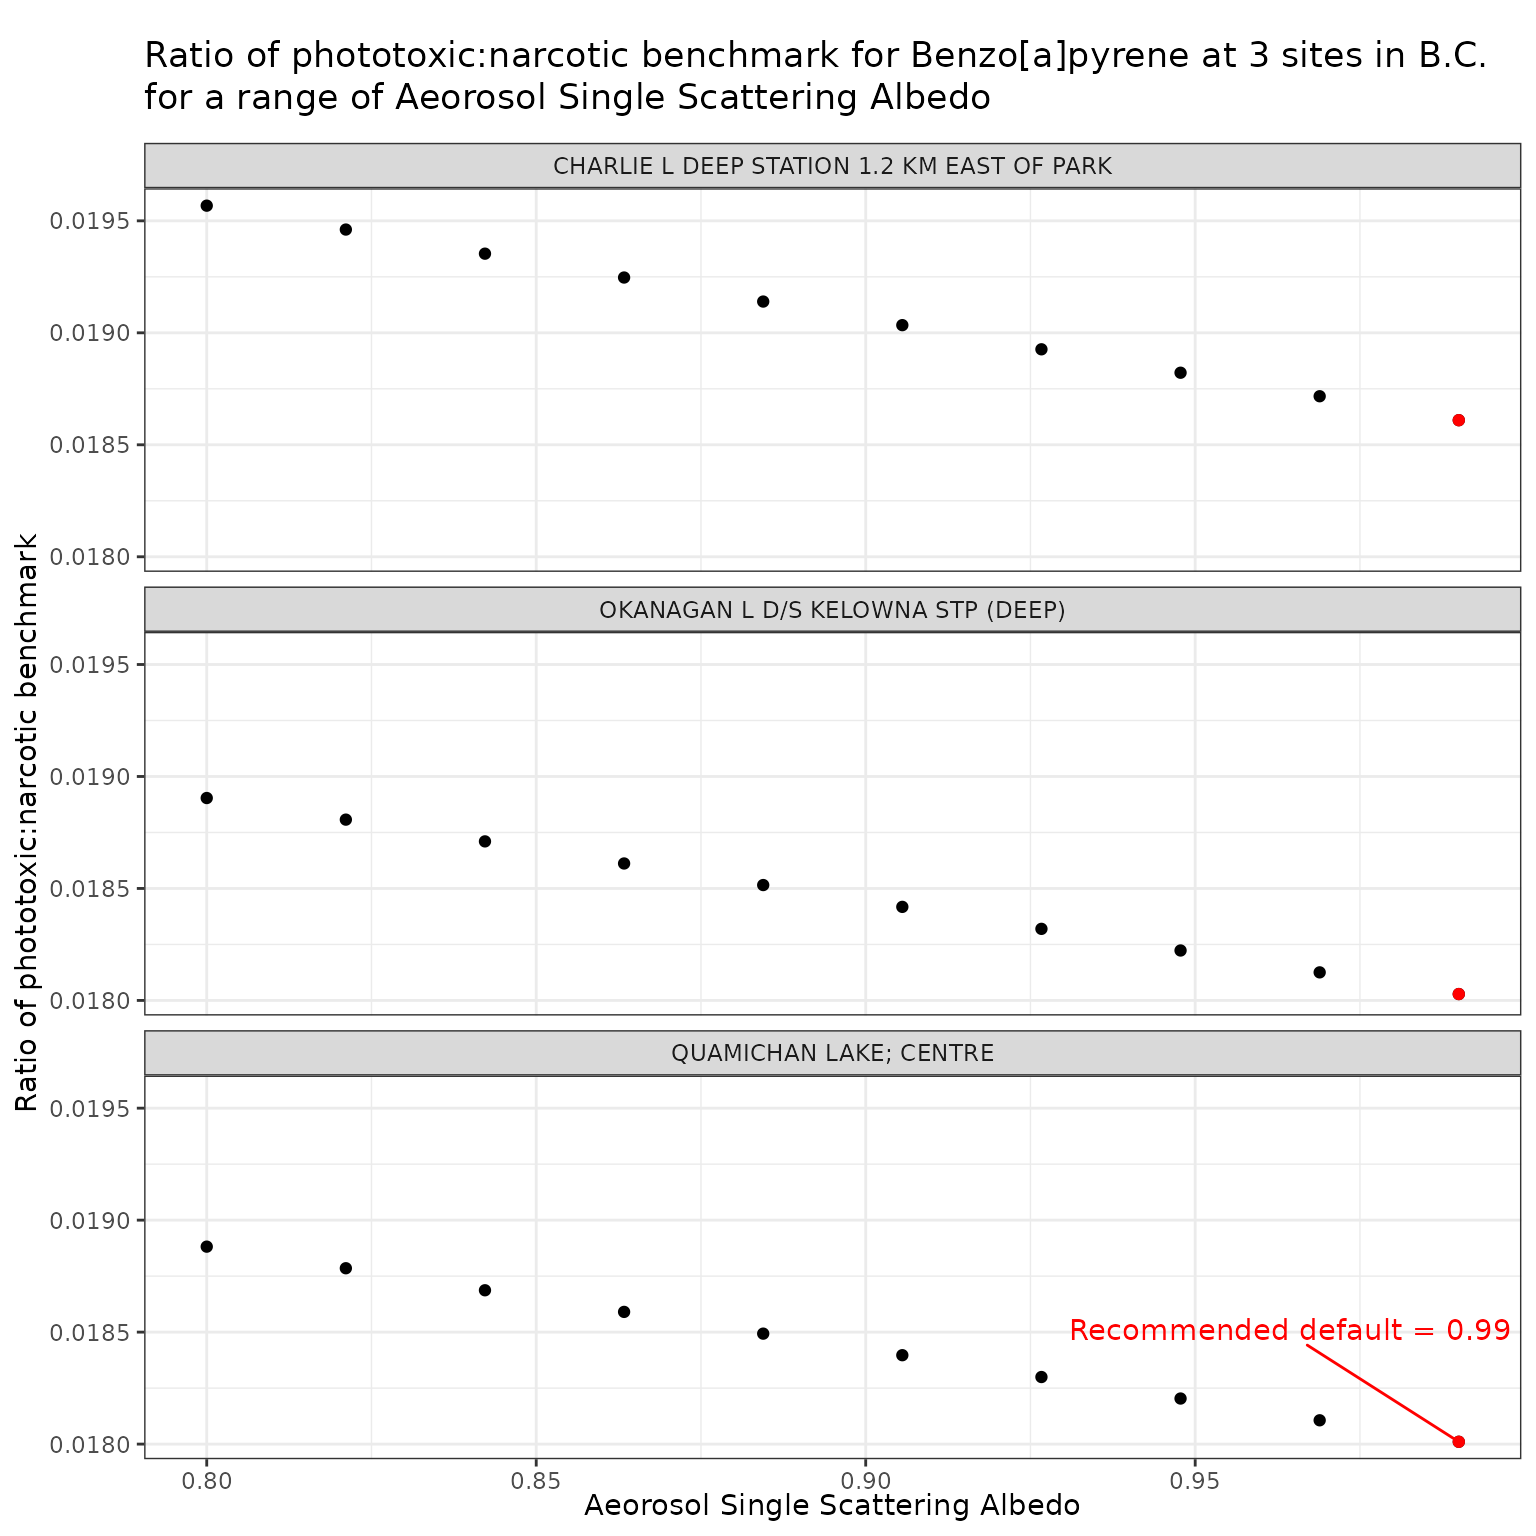 Ratio of phototoxic:narcotic benchmark for Benzo[a]pyrene at 3 sites in B.C.
for a range of Aeorosol Single Scattering Albedo
CHARLIE L DEEP STATION 1.2 KM EAST OF PARK
0.0195
0.0190
0.0185
0.0180
OKANAGAN L D/S KELOWNA STP (DEEP)
0.0195
0.0190
0.0185
0.0180
QUAMICHAN LAKE; CENTRE
0.0195
0.0190
0.0185
0.0180
Recommended default = 0.99
0.80
0.85
0.90
0.95
Aeorosol Single Scattering Albedo
Ratio of phototoxic:narcotic benchmark